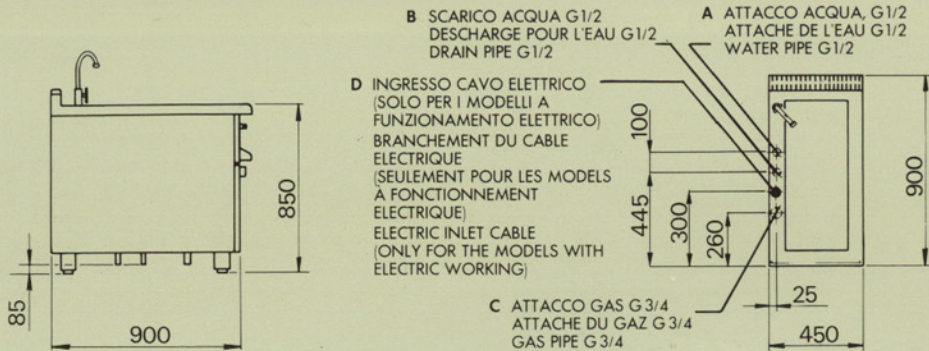 B SCARICO ACQUA G1/2
DESCHARGE POUR L'EAU G1/2
DRAIN PIPE G1/2
A ATTACCO ACQUA, G1/2
ATTACHE DE L'EAU G1/2
WATER PIPE G1/2
D INGRESSO CAVO ELETTRICO
(SOLO PER I MODELLI A
FUNZIONAMENTO ELETTRICO)
BRANCHEMENT DU CABLE
ELECTRIQUE
(SEULEMENT POUR LES MODELS
À FONCTIONNEMENT
ELECTRIQUE)
ELECTRIC INLET CABLE
(ONLY FOR THE MODELS WITH
ELECTRIC WORKING)
C ATTACCO GAS G 3/4
ATTACHE DU GAZ G 3/4
GAS PIPE G 3/4
850
85
900
100
445
300
260
900
25
450